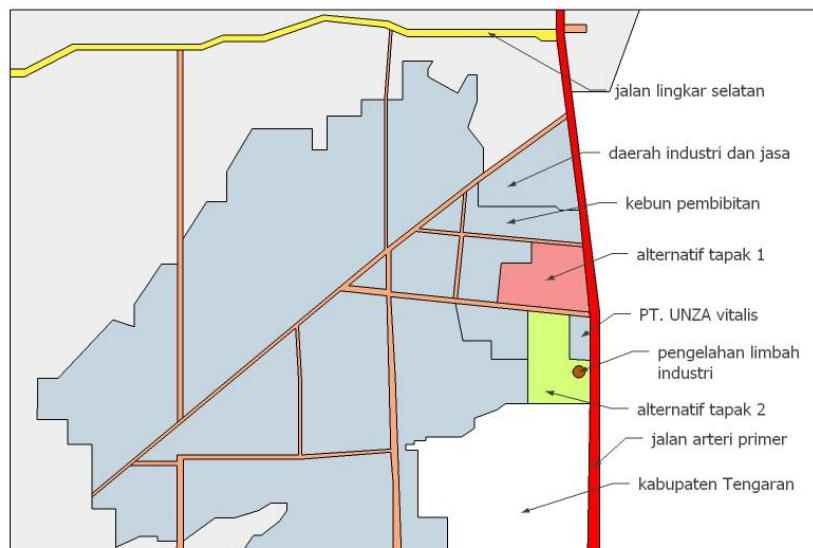 jalan lingkar selatan
daerah industri dan jasa
kebun pembibitan
alternatif tapak 1
PT. UNZA vitalis
pengelahan limbah
industri
alternatif tapak 2
jalan arteri primer
kabupaten Tengaran